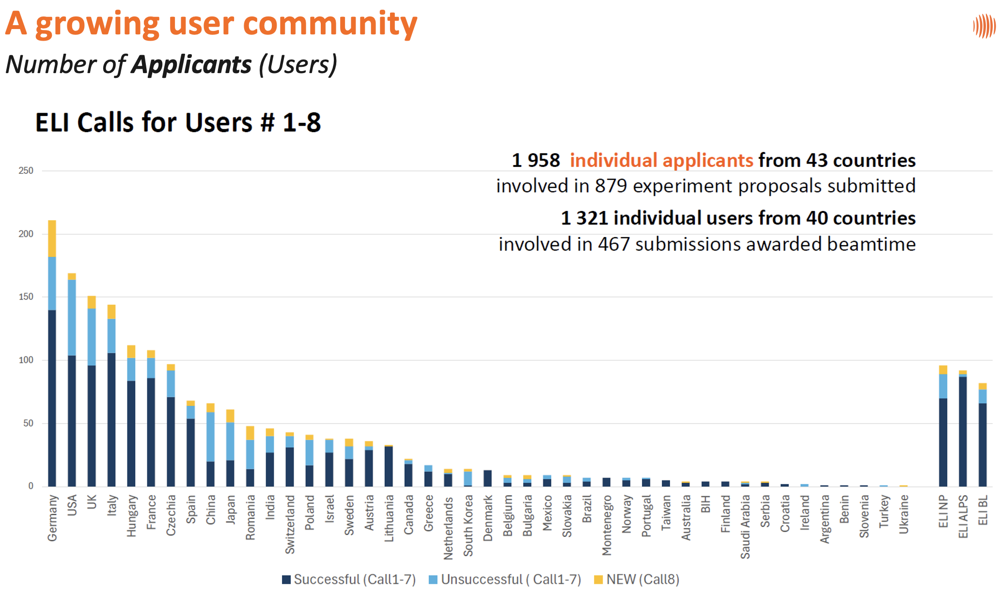 A growing user community
Number of Applicants (Users)
ELI Calls for Users # 1-8
1 958 individual applicants from 43 countries
involved in 879 experiment proposals submitted
1 321 individual users from 40 countries
involved in 467 submissions awarded beamtime
250
200
150
100
50
0
Germany
USA
UK
Italy
Hungary
France
Czechia
Spain
China
Japan
Romania
India
Switzerland
Poland
Israel
Sweden
Austria
Lithuania
Canada
Greece
Netherlands
South Korea
Denmark
Belgium
Bulgaria
Mexico
Slovakia
Brazil
Montenegro
Norway
Portugal
Taiwan
Australia
BIH
Finland
Saudi Arabia
Serbia
Croatia
Ireland
Argentina
Benin
Slovenia
Turkey
Ukraine
ELI NP
ELI ALPS
ELI BL
Successful (Call1-7)
Unsuccessful ( Call1-7)
NEW (Call8)